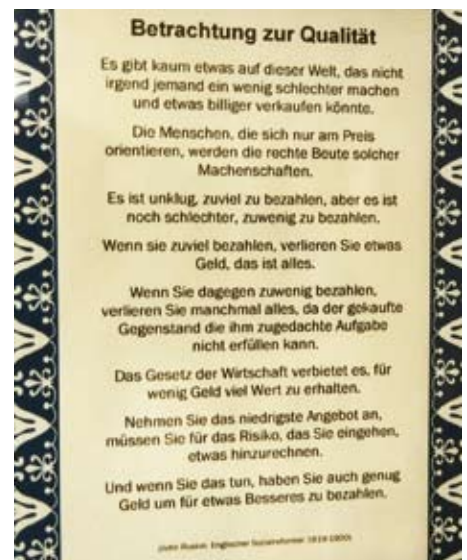 Betrachtung zur Qualität
Es gibt kaum etwas auf dieser Welt, das nicht
irgend jemand ein wenig schlechter machen
und etwas billiger verkaufen könnte.
Die Menschen, die sich nur am Preis
orientieren, werden die rechte Beute solcher
Machenschaften.
Es ist unklug, zuviel zu bezahlen, aber es ist
noch schlechter, zuwenig zu bezahlen.
Wenn sie zuviel bezahlen, verlieren Sie etwas
Geld, das ist alles.
Wenn Sie dagegen zuwenig bezahlen,
verlieren Sie manchmal alles, da der gekaufte
Gegenstand die ihm zugedachte Aufgabe
nicht erfüllen kann.
Das Gesetz der Wirtschaft verbietet es, für
wenig Geld viel Wert zu erhalten.
Nehmen Sie das niedrigste Angebot an,
müssen Sie für das Risiko, das Sie eingehen,
etwas hinzurechnen.
Und wenn Sie das tun, haben Sie auch genug
Geld um für etwas Besseres zu bezahlen.
(John Ruskin, Englischer Sozialreformer 1819-1900)